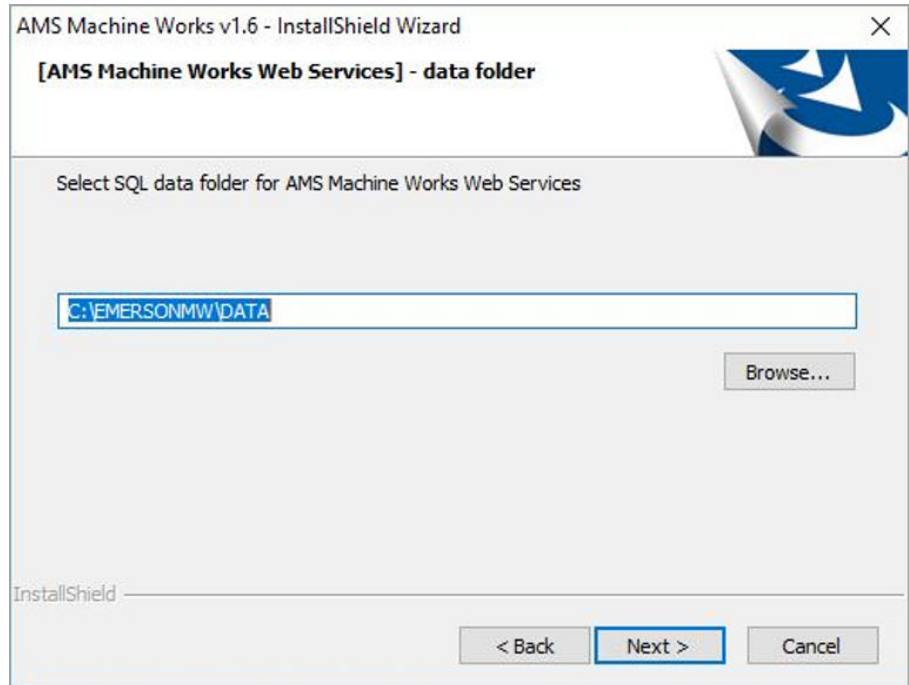 AMS Machine Works v1.6 - InstallShield Wizard
[AMS Machine Works Web Services] - data folder
Select SQL data folder for AMS Machine Works Web Services
C:\EMERSONMW\DATA
Browse...
InstallShield
< Back Next > Cancel